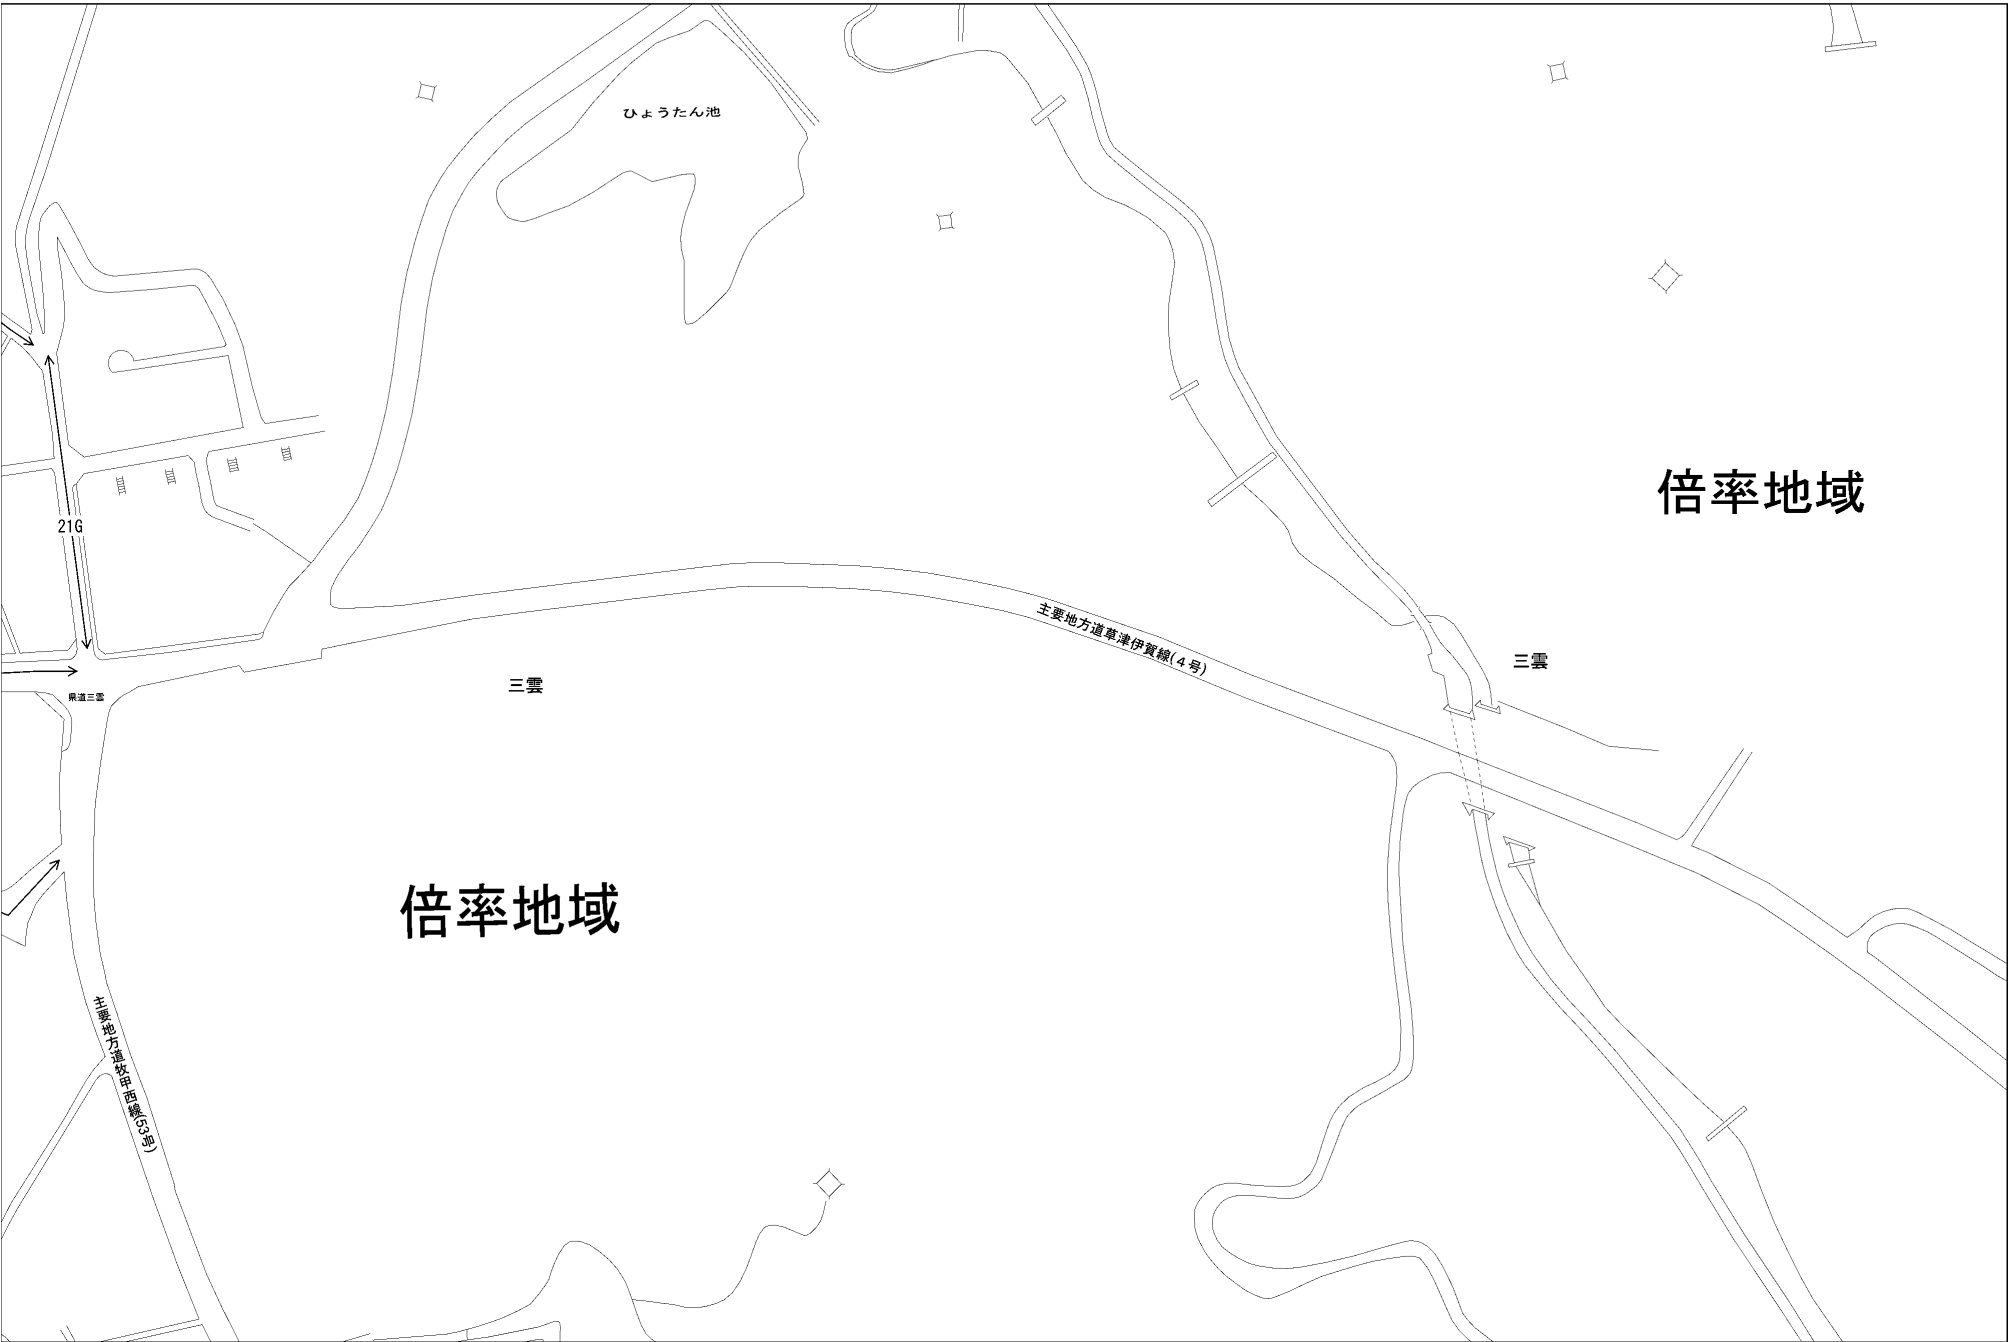 ひょうたん池
倍率地域
21G
主要地方道草津伊賀線(4号)
三雲
三雲
県道三雲
倍率地域
主要地方道牧甲西線(53号)